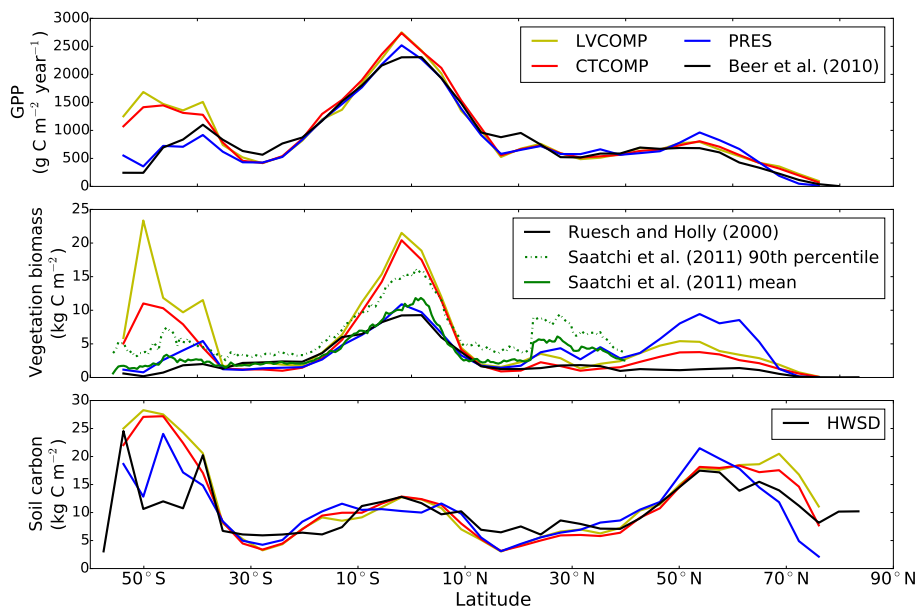 3000
2500
2000
1500
1000
500
0
GPP
(g C m⁻² year⁻¹)
LVCOMP
CTCOMP
PRES
Beer et al. (2010)
25
20
15
10
5
0
Vegetation biomass
(kg C m⁻²)
Ruesch and Holly (2000)
Saatchi et al. (2011) 90th percentile
Saatchi et al. (2011) mean
30
25
20
15
10
5
0
Soil carbon
(kg C m⁻²)
HWSD
50°S 30°S 10°S 10°N 30°N 50°N 70°N 90°N
Latitude